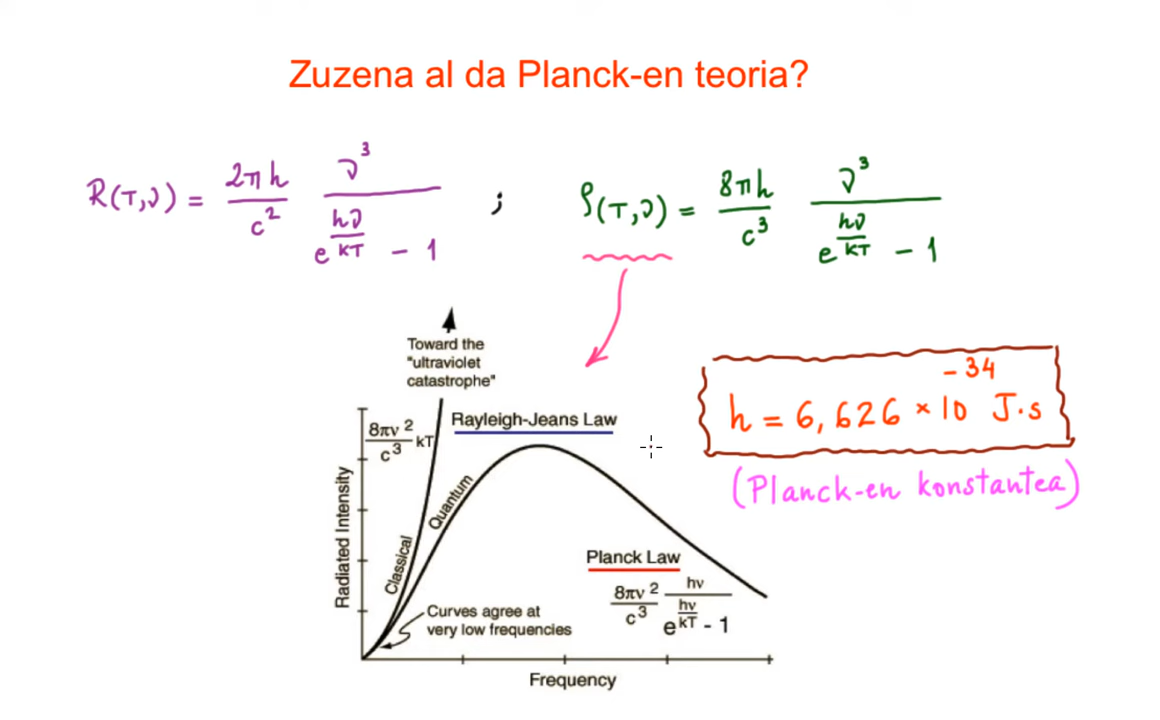 Zuzena al da Planck-en teoria?
R(T,ν) = 2πh/c² ν³/(e^(hν/kT) - 1) ; ρ(T,ν) = 8πh/c³ ν³/(e^(hν/kT) - 1)
Toward the
"ultraviolet
catastrophe"
h = 6,626 × 10⁻³⁴ J·s
(Planck-en konstantea)
Rayleigh-Jeans Law
8πν²/c³ kT
Radiated Intensity
Classical
Quantum
Planck Law
8πν²/c³ hν/(e^(hν/kT) - 1)
Curves agree at
very low frequencies
Frequency